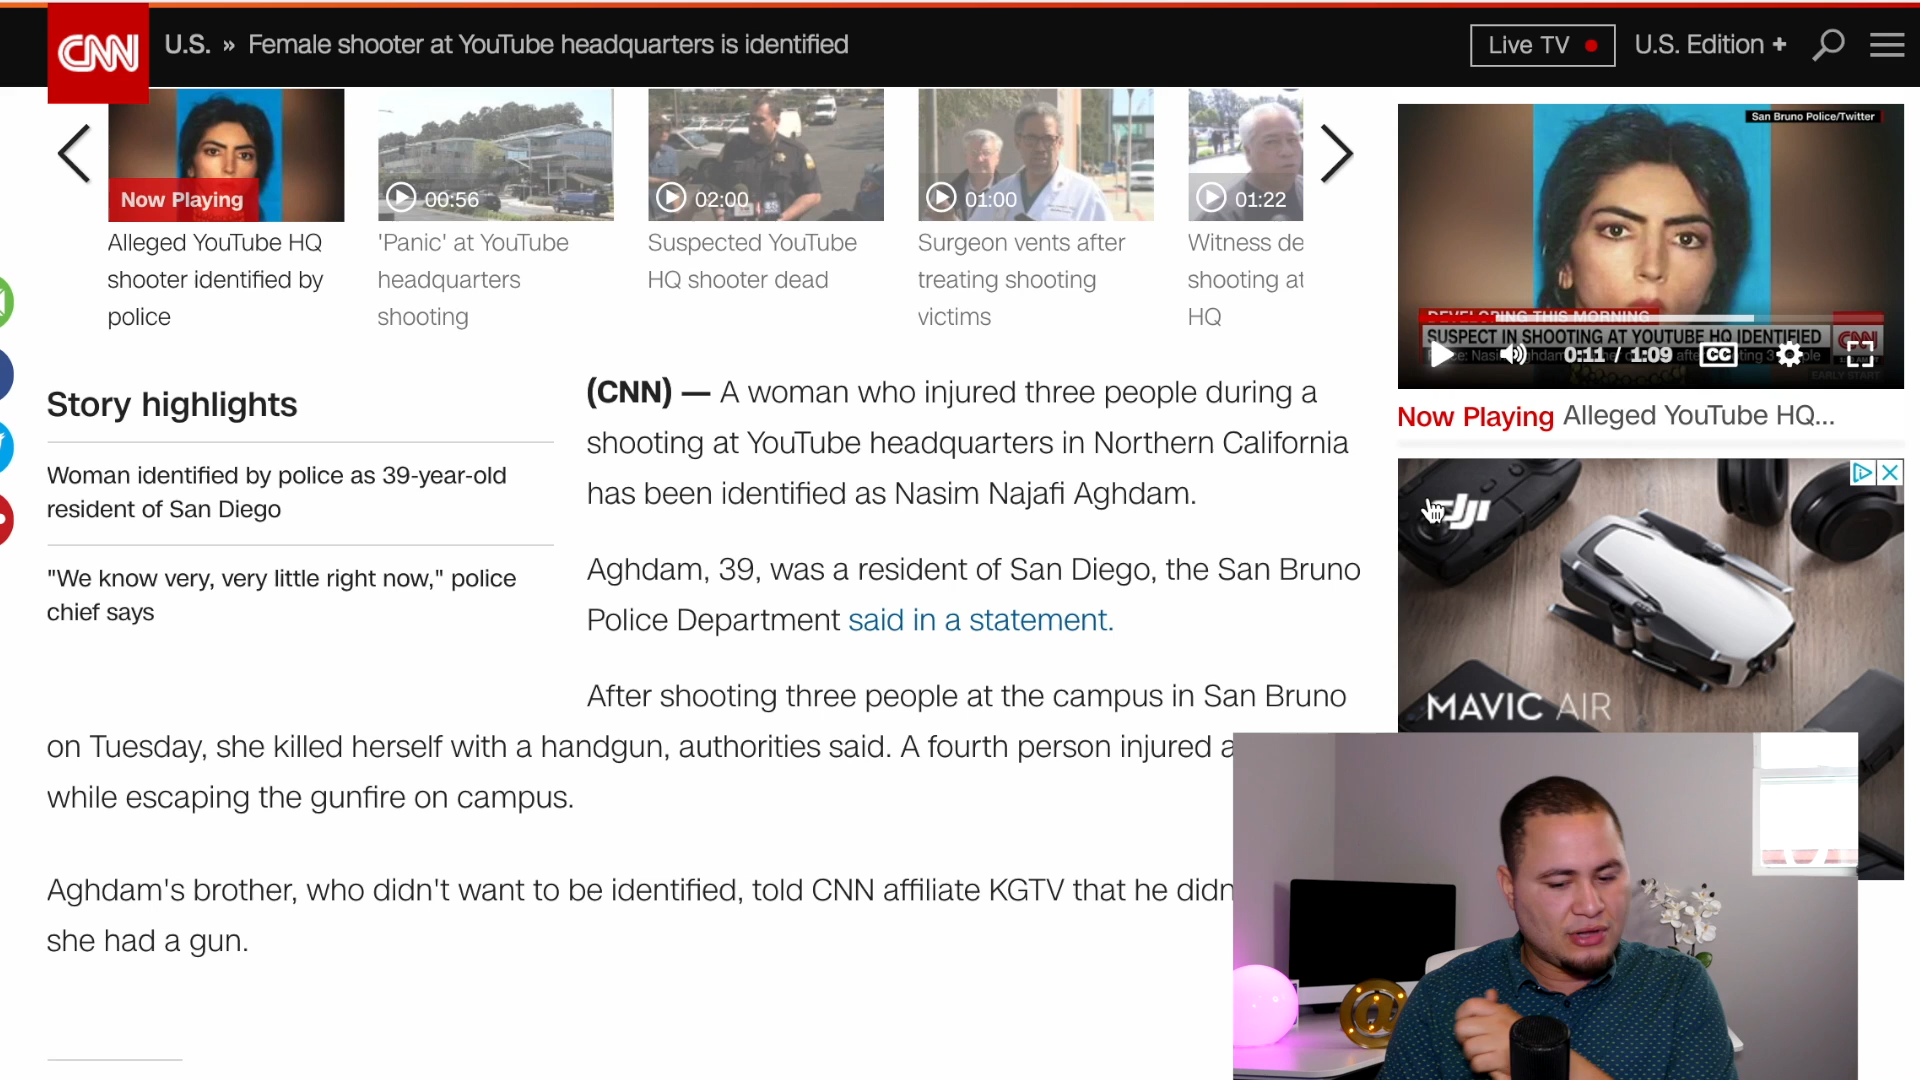 CNN
U.S. » Female shooter at YouTube headquarters is identified
Live TV
U.S. Edition +
Now Playing
00:56
02:00
01:00
01:22
Alleged YouTube HQ
shooter identified by
police
'Panic' at YouTube
headquarters
shooting
Suspected YouTube
HQ shooter dead
Surgeon vents after
treating shooting
victims
Witness de
shooting at
HQ
San Bruno Police/Twitter
DEVELOPING THIS MORNING
SUSPECT IN SHOOTING AT YOUTUBE HQ IDENTIFIED
CNN
0:11 / 1:09
CC
EARLY START
Now Playing Alleged YouTube HQ...
Story highlights
Woman identified by police as 39-year-old
resident of San Diego
"We know very, very little right now," police
chief says
(CNN) — A woman who injured three people during a
shooting at YouTube headquarters in Northern California
has been identified as Nasim Najafi Aghdam.
Aghdam, 39, was a resident of San Diego, the San Bruno
Police Department said in a statement.
After shooting three people at the campus in San Bruno
on Tuesday, she killed herself with a handgun, authorities said. A fourth person injured a
while escaping the gunfire on campus.
Aghdam's brother, who didn't want to be identified, told CNN affiliate KGTV that he didn
she had a gun.
dji
MAVIC AIR
@